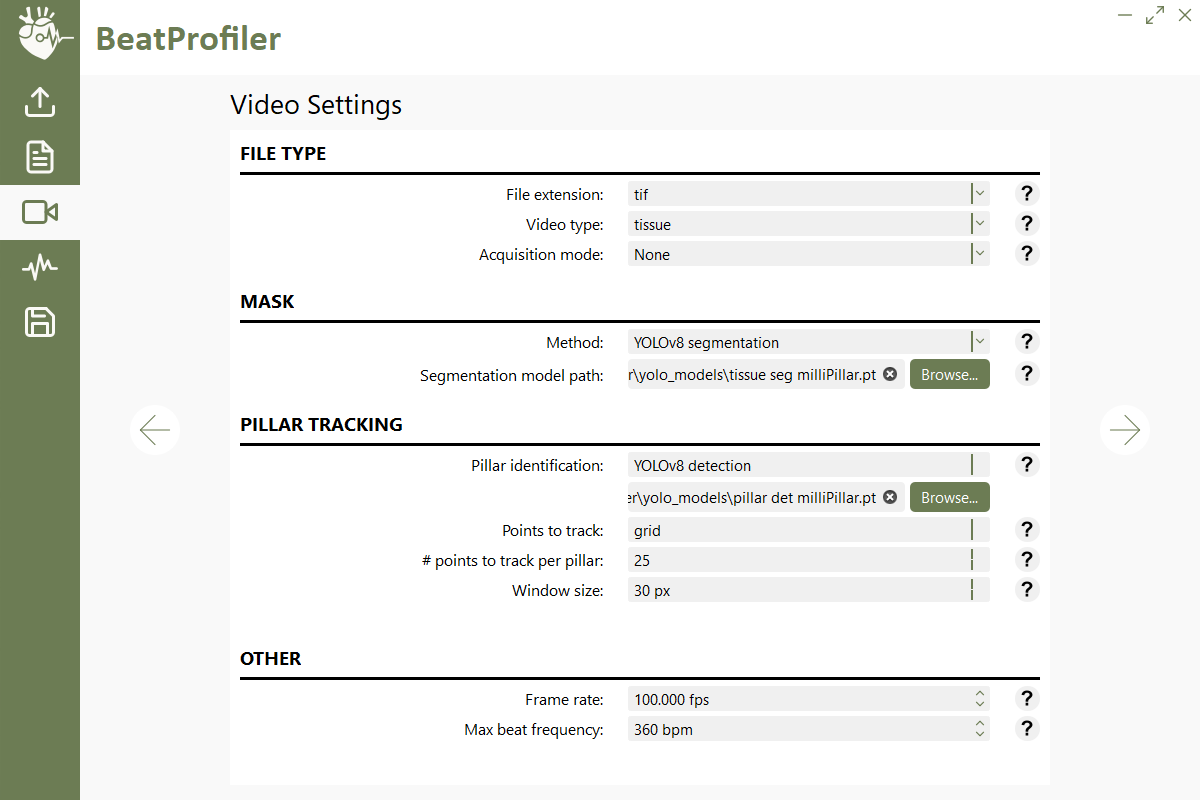 BeatProfiler
Video Settings
FILE TYPE
File extension: tif ?
Video type: tissue ?
Acquisition mode: None ?
MASK
Method: YOLOv8 segmentation ?
Segmentation model path: r\yolo_models\tissue seg milliPillar.pt Browse... ?
PILLAR TRACKING
Pillar identification: YOLOv8 detection ?
er\yolo_models\pillar det milliPillar.pt Browse...
Points to track: grid ?
# points to track per pillar: 25 ?
Window size: 30 px ?
OTHER
Frame rate: 100.000 fps ?
Max beat frequency: 360 bpm ?